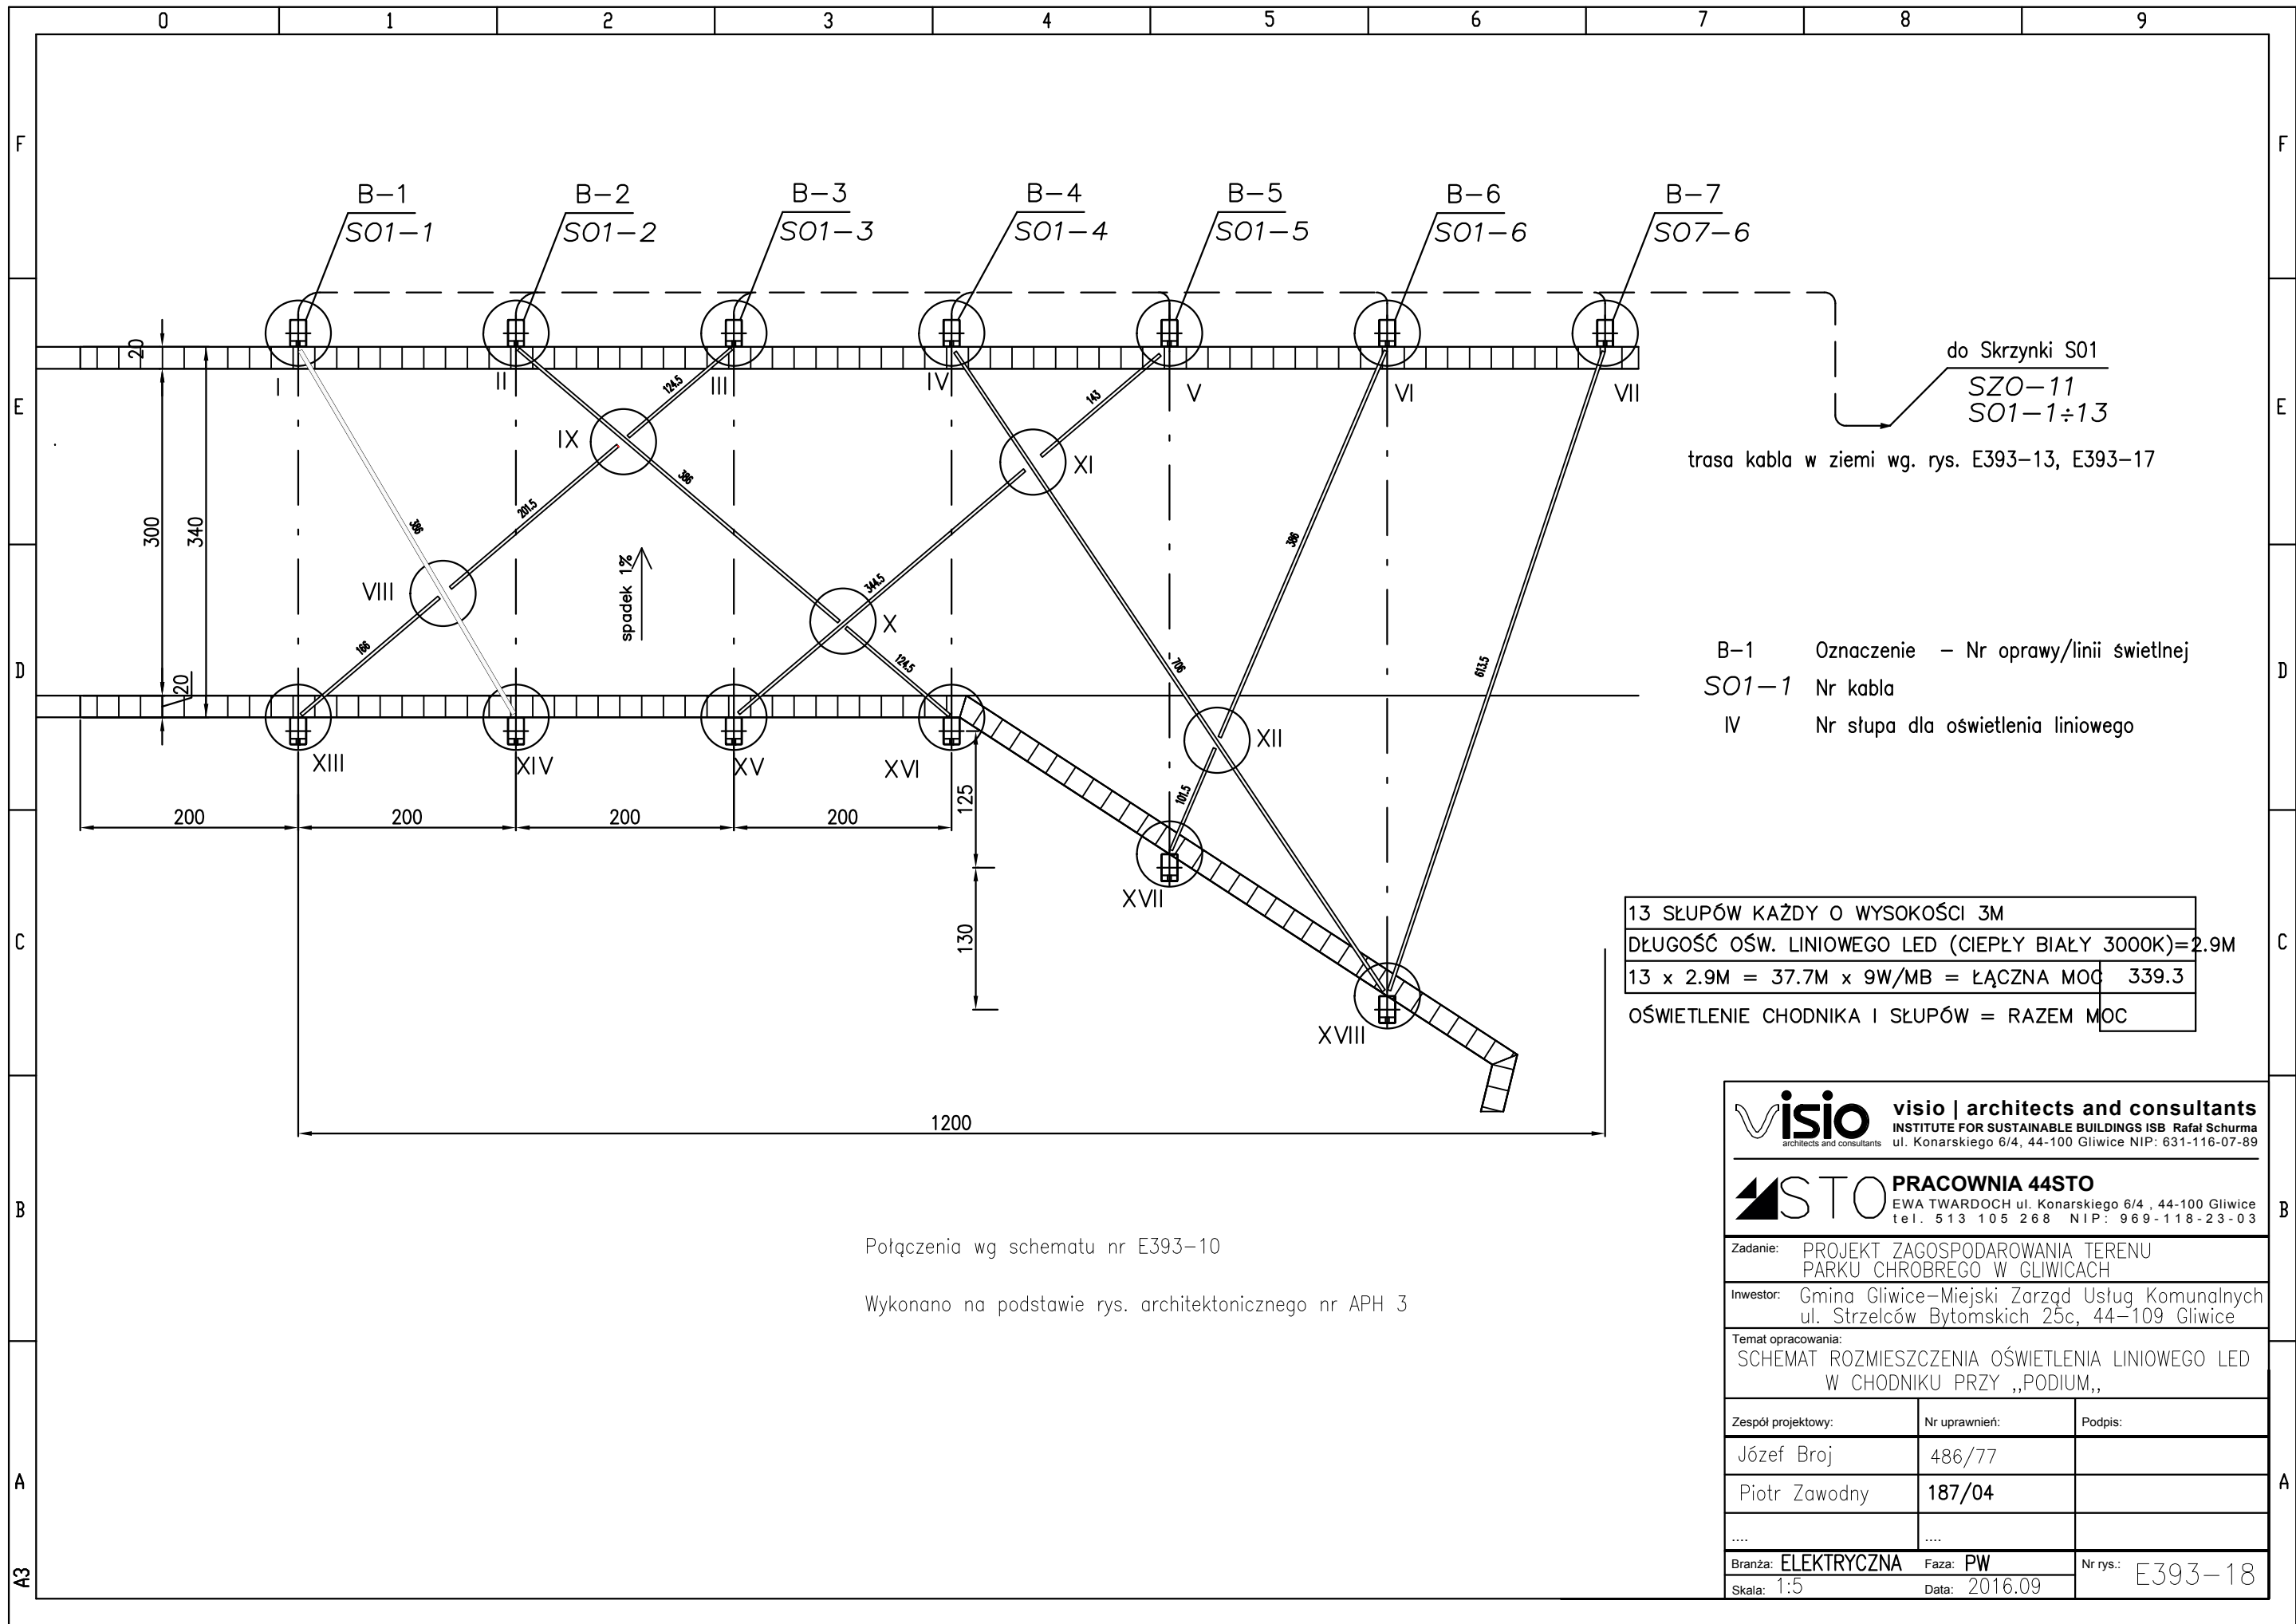 0 1 2 3 4 5 6 7 8 9
F F
E E
D D
C C
B B
A A
A3
B-1
SO1-1
B-2
SO1-2
B-3
SO1-3
B-4
SO1-4
B-5
SO1-5
B-6
SO1-6
B-7
SO7-6
do Skrzynki S01
SZO-11
SO1-1÷13
trasa kabla w ziemi wg. rys. E393-13, E393-17
I II III IV V VI VII
VIII IX X XI XII
XIII XIV XV XVI XVII XVIII
20
300
340
20
386
166
201.5
124.5
386
124.5
344.5
143
706
386
101.5
613.5
spadek 1%
200 200 200 200
125
130
1200
B-1 Oznaczenie - Nr oprawy/linii świetlnej
SO1-1 Nr kabla
IV Nr słupa dla oświetlenia liniowego
13 SŁUPÓW KAŻDY O WYSOKOŚCI 3M
DŁUGOŚĆ OŚW. LINIOWEGO LED (CIEPŁY BIAŁY 3000K)=2.9M
13 x 2.9M = 37.7M x 9W/MB = ŁĄCZNA MOC 339.3
OŚWIETLENIE CHODNIKA I SŁUPÓW = RAZEM MOC
Połączenia wg schematu nr E393-10
Wykonano na podstawie rys. architektonicznego nr APH 3
visio
architects and consultants
visio | architects and consultants
INSTITUTE FOR SUSTAINABLE BUILDINGS ISB Rafał Schurma
ul. Konarskiego 6/4, 44-100 Gliwice NIP: 631-116-07-89
STO
PRACOWNIA 44STO
EWA TWARDOCH ul. Konarskiego 6/4 , 44-100 Gliwice
tel. 513 105 268 NIP: 969-118-23-03
Zadanie: PROJEKT ZAGOSPODAROWANIA TERENU
PARKU CHROBREGO W GLIWICACH
Inwestor: Gmina Gliwice-Miejski Zarząd Usług Komunalnych
ul. Strzelców Bytomskich 25c, 44-109 Gliwice
Temat opracowania:
SCHEMAT ROZMIESZCZENIA OŚWIETLENIA LINIOWEGO LED
W CHODNIKU PRZY ,,PODIUM,,
Zespół projektowy: Nr uprawnień: Podpis:
Józef Broj 486/77
Piotr Zawodny 187/04
.... ....
Branża: ELEKTRYCZNA Faza: PW Nr rys.: E393-18
Skala: 1:5 Data: 2016.09